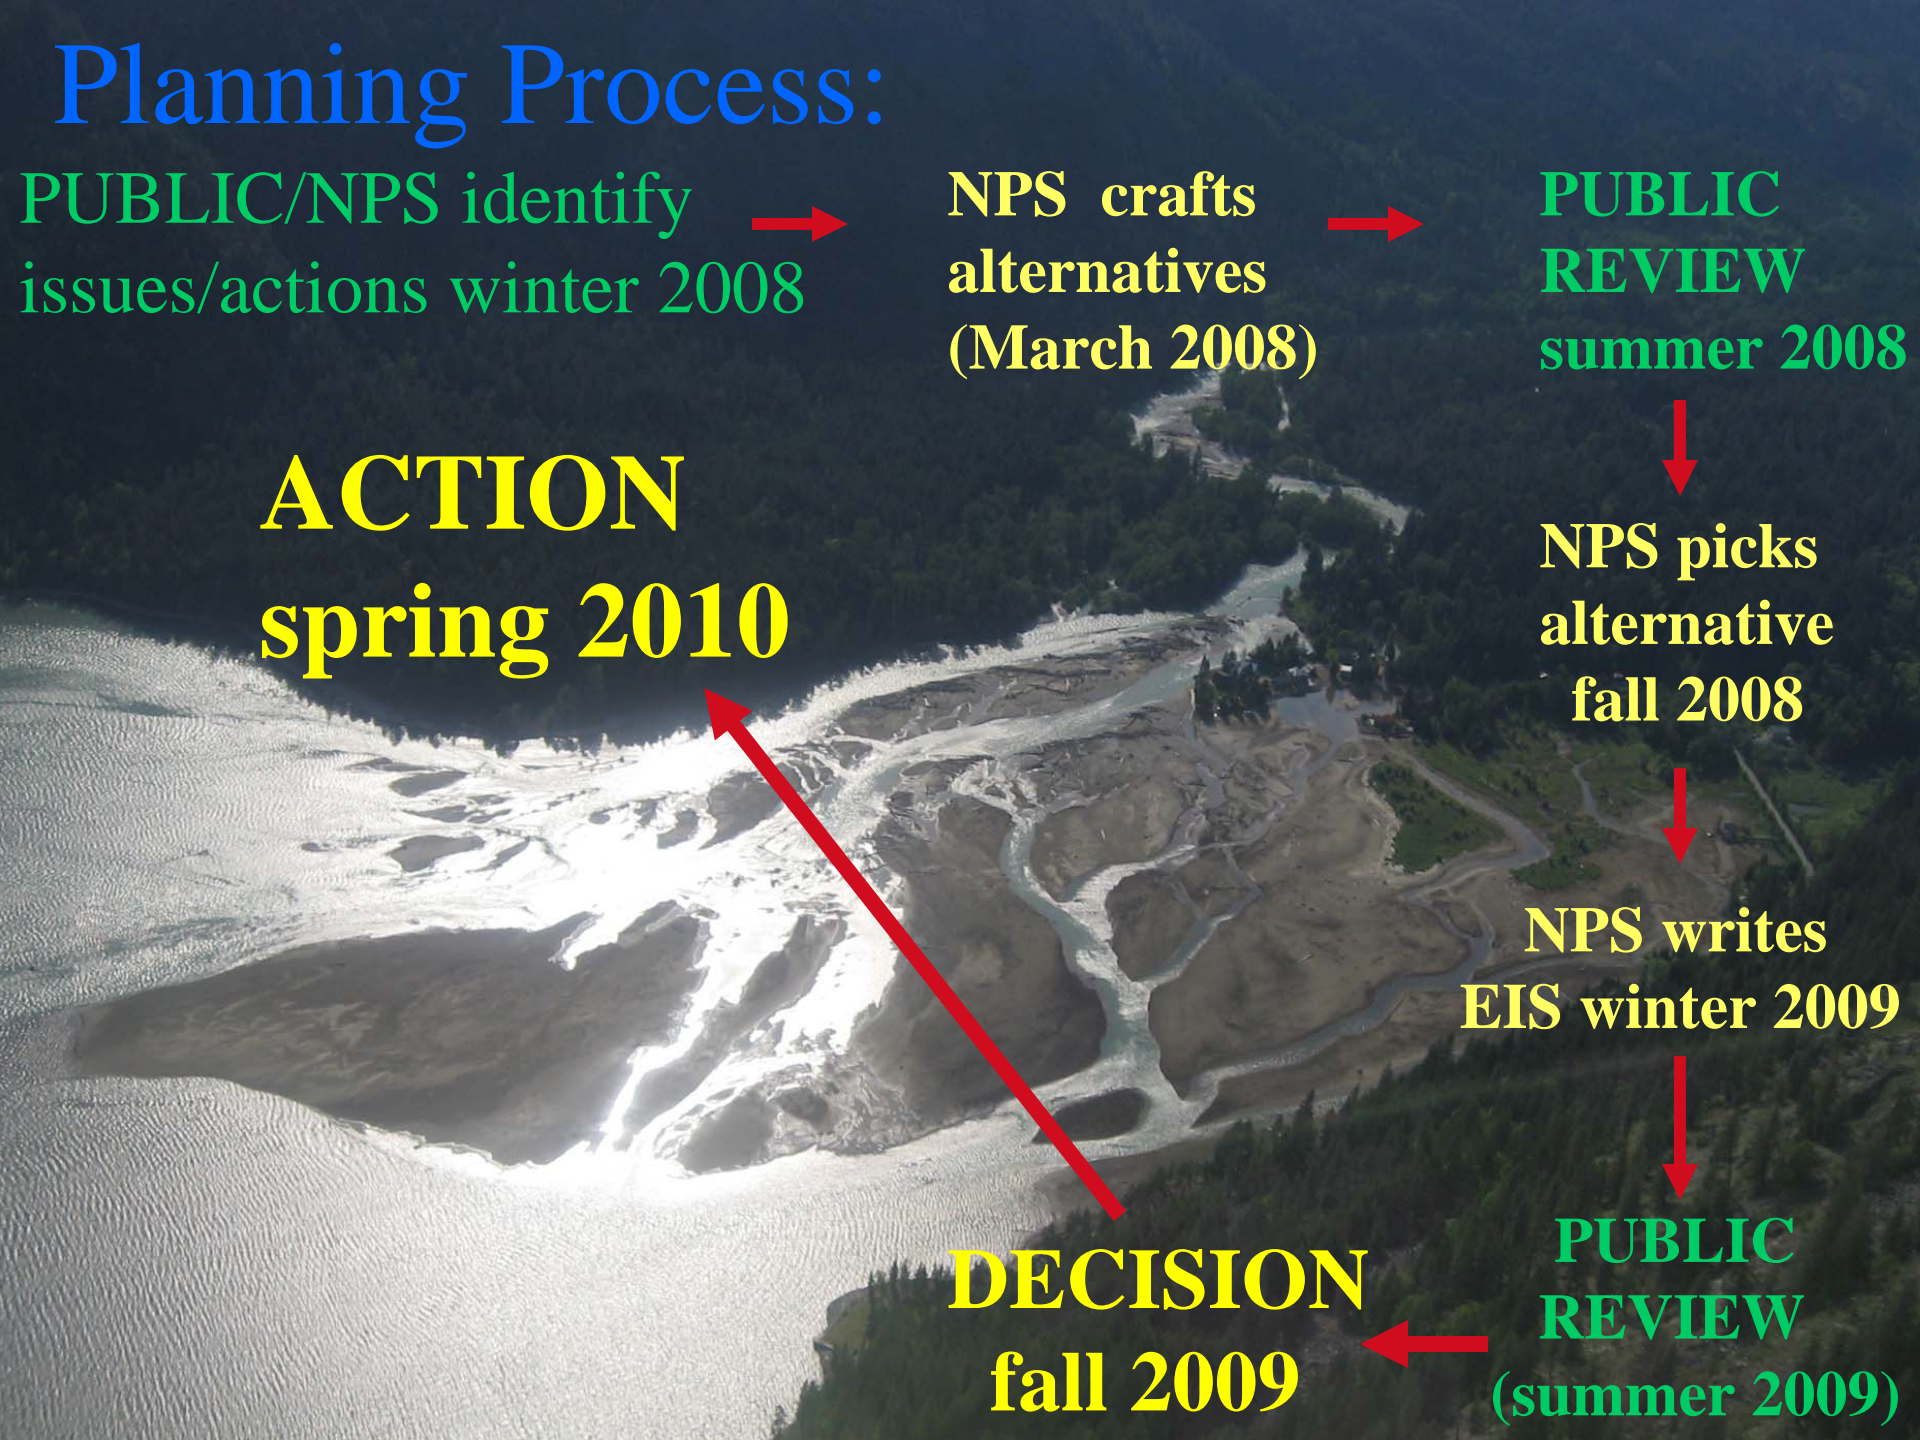 Planning Process:
PUBLIC/NPS identify
issues/actions winter 2008
NPS crafts
alternatives
(March 2008)
PUBLIC
REVIEW
summer 2008
NPS picks
alternative
fall 2008
NPS writes
EIS winter 2009
PUBLIC
REVIEW
(summer 2009)
DECISION
fall 2009
ACTION
spring 2010